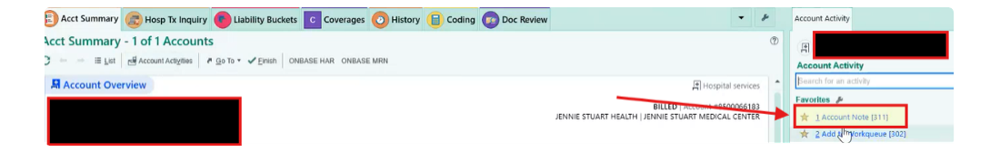 Acct Summary Hosp Tx Inquiry Liability Buckets C Coverages History Coding Doc Review
Account Activity
Acct Summary - 1 of 1 Accounts
List Account Activities Go To Finish ONBASE HAR ONBASE MRN
Account Overview
Hospital services
BILLED | Account #8500066183
JENNIE STUART HEALTH | JENNIE STUART MEDICAL CENTER
Account Activity
Search for an activity
Favorites
1 Account Note [311]
2 Add Workqueue [302]